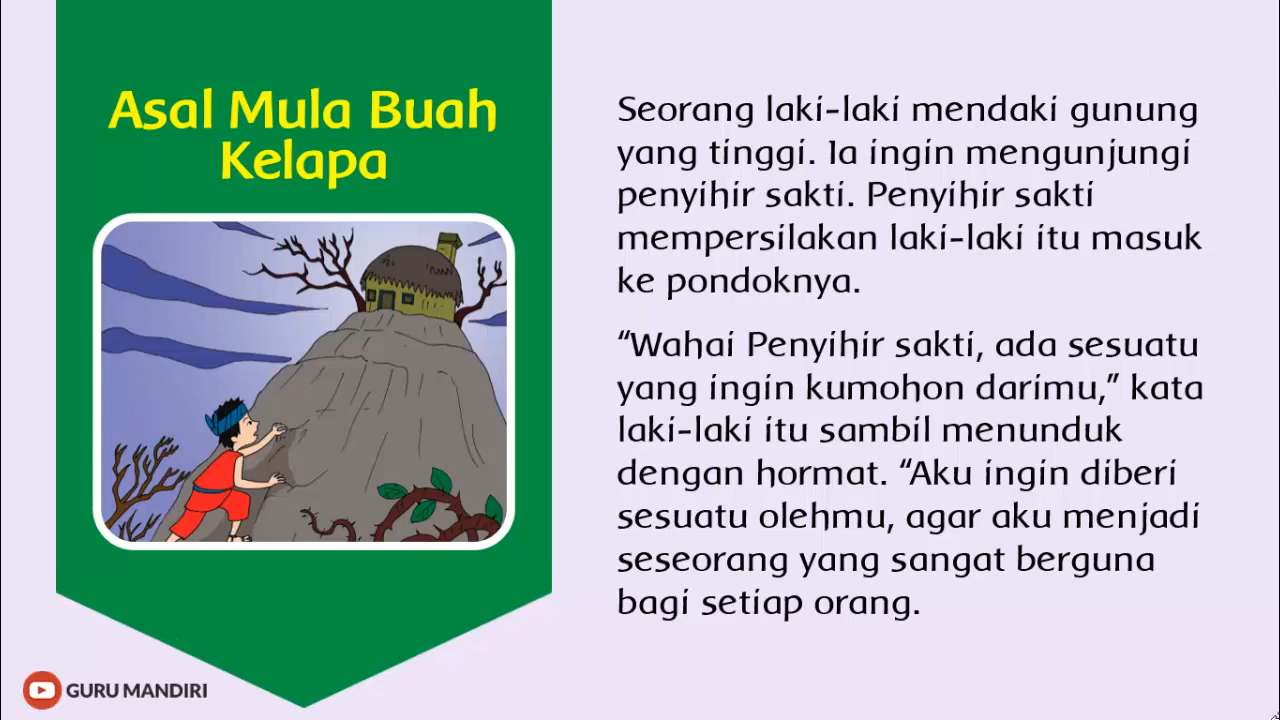 Asal Mula Buah
Kelapa
Seorang laki-laki mendaki gunung
yang tinggi. Ia ingin mengunjungi
penyihir sakti. Penyihir sakti
mempersilakan laki-laki itu masuk
ke pondoknya.
“Wahai Penyihir sakti, ada sesuatu
yang ingin kumohon darimu,” kata
laki-laki itu sambil menunduk
dengan hormat. “Aku ingin diberi
sesuatu olehmu, agar aku menjadi
seseorang yang sangat berguna
bagi setiap orang.
GURU MANDIRI